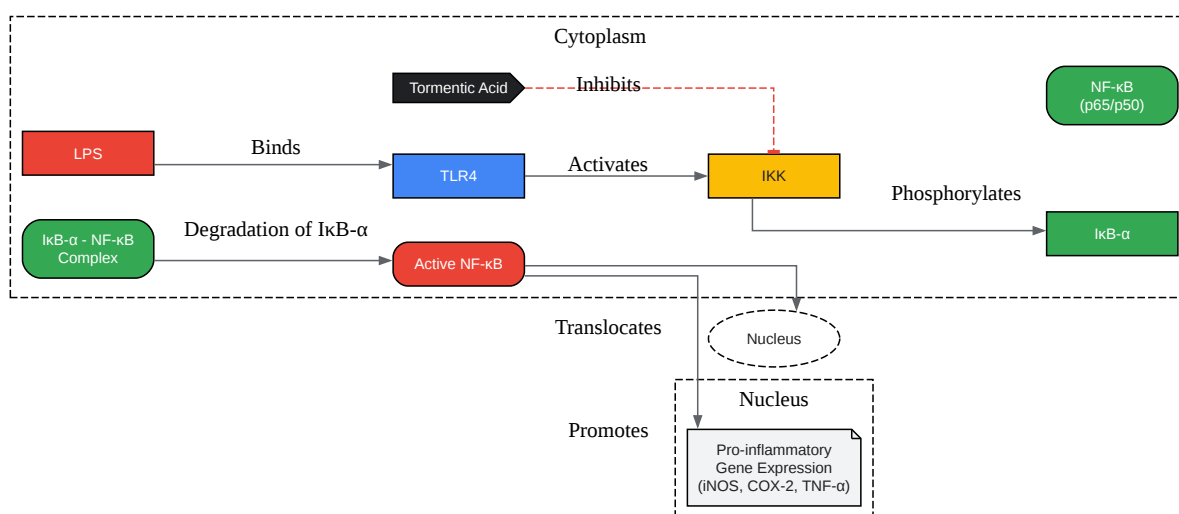 Cytoplasm
Tormentic Acid
Inhibits
NF-κB
(p65/p50)
LPS
Binds
TLR4
Activates
IKK
Phosphorylates
IκB-α
IκB-α - NF-κB
Complex
Degradation of IκB-α
Active NF-κB
Translocates
Nucleus
Nucleus
Promotes
Pro-inflammatory
Gene Expression
(iNOS, COX-2, TNF-α)